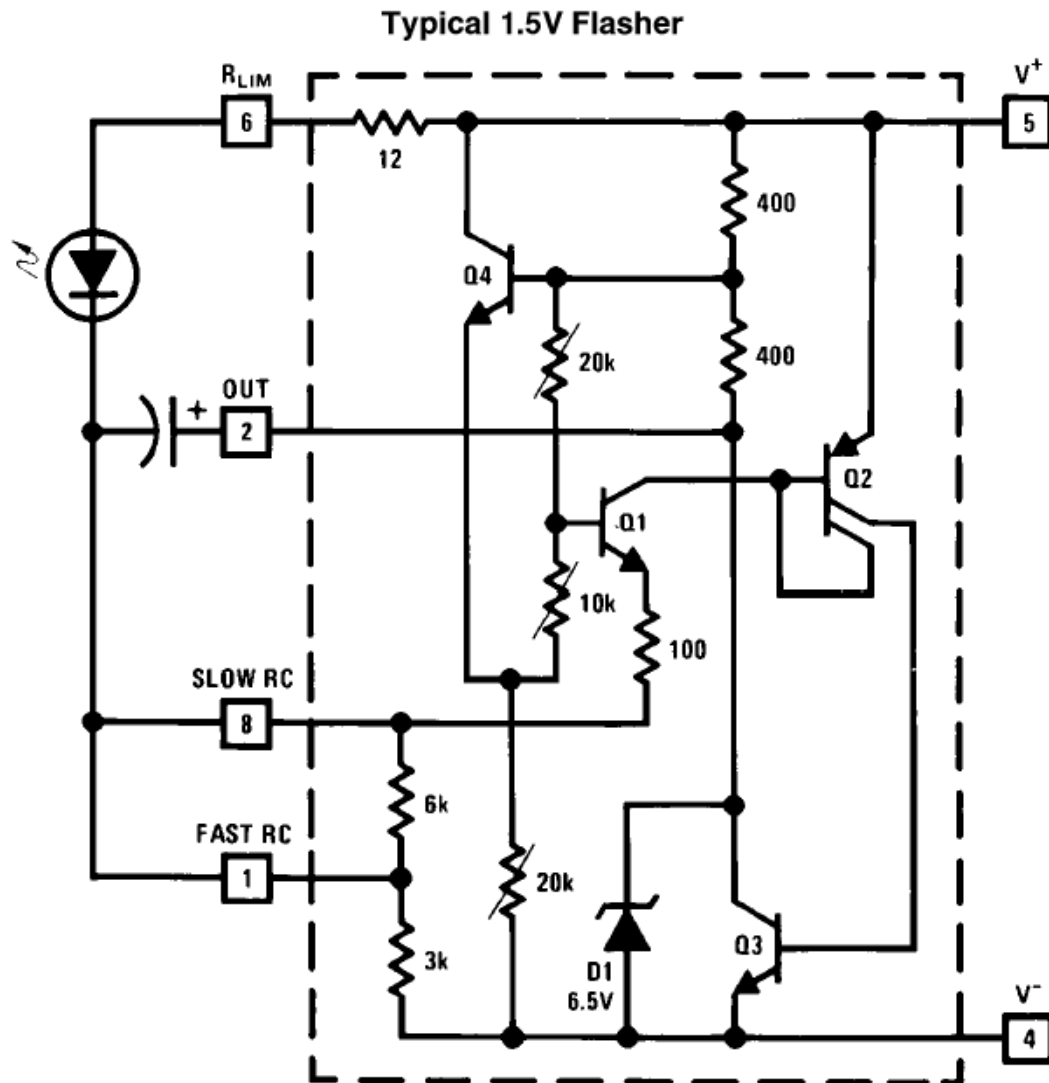 Typical 1.5V Flasher
R_LIM
6
12
V+
5
400
Q4
20k
400
OUT
+
2
Q2
Q1
10k
100
SLOW RC
8
6k
FAST RC
1
20k
3k
D1
6.5V
Q3
V-
4